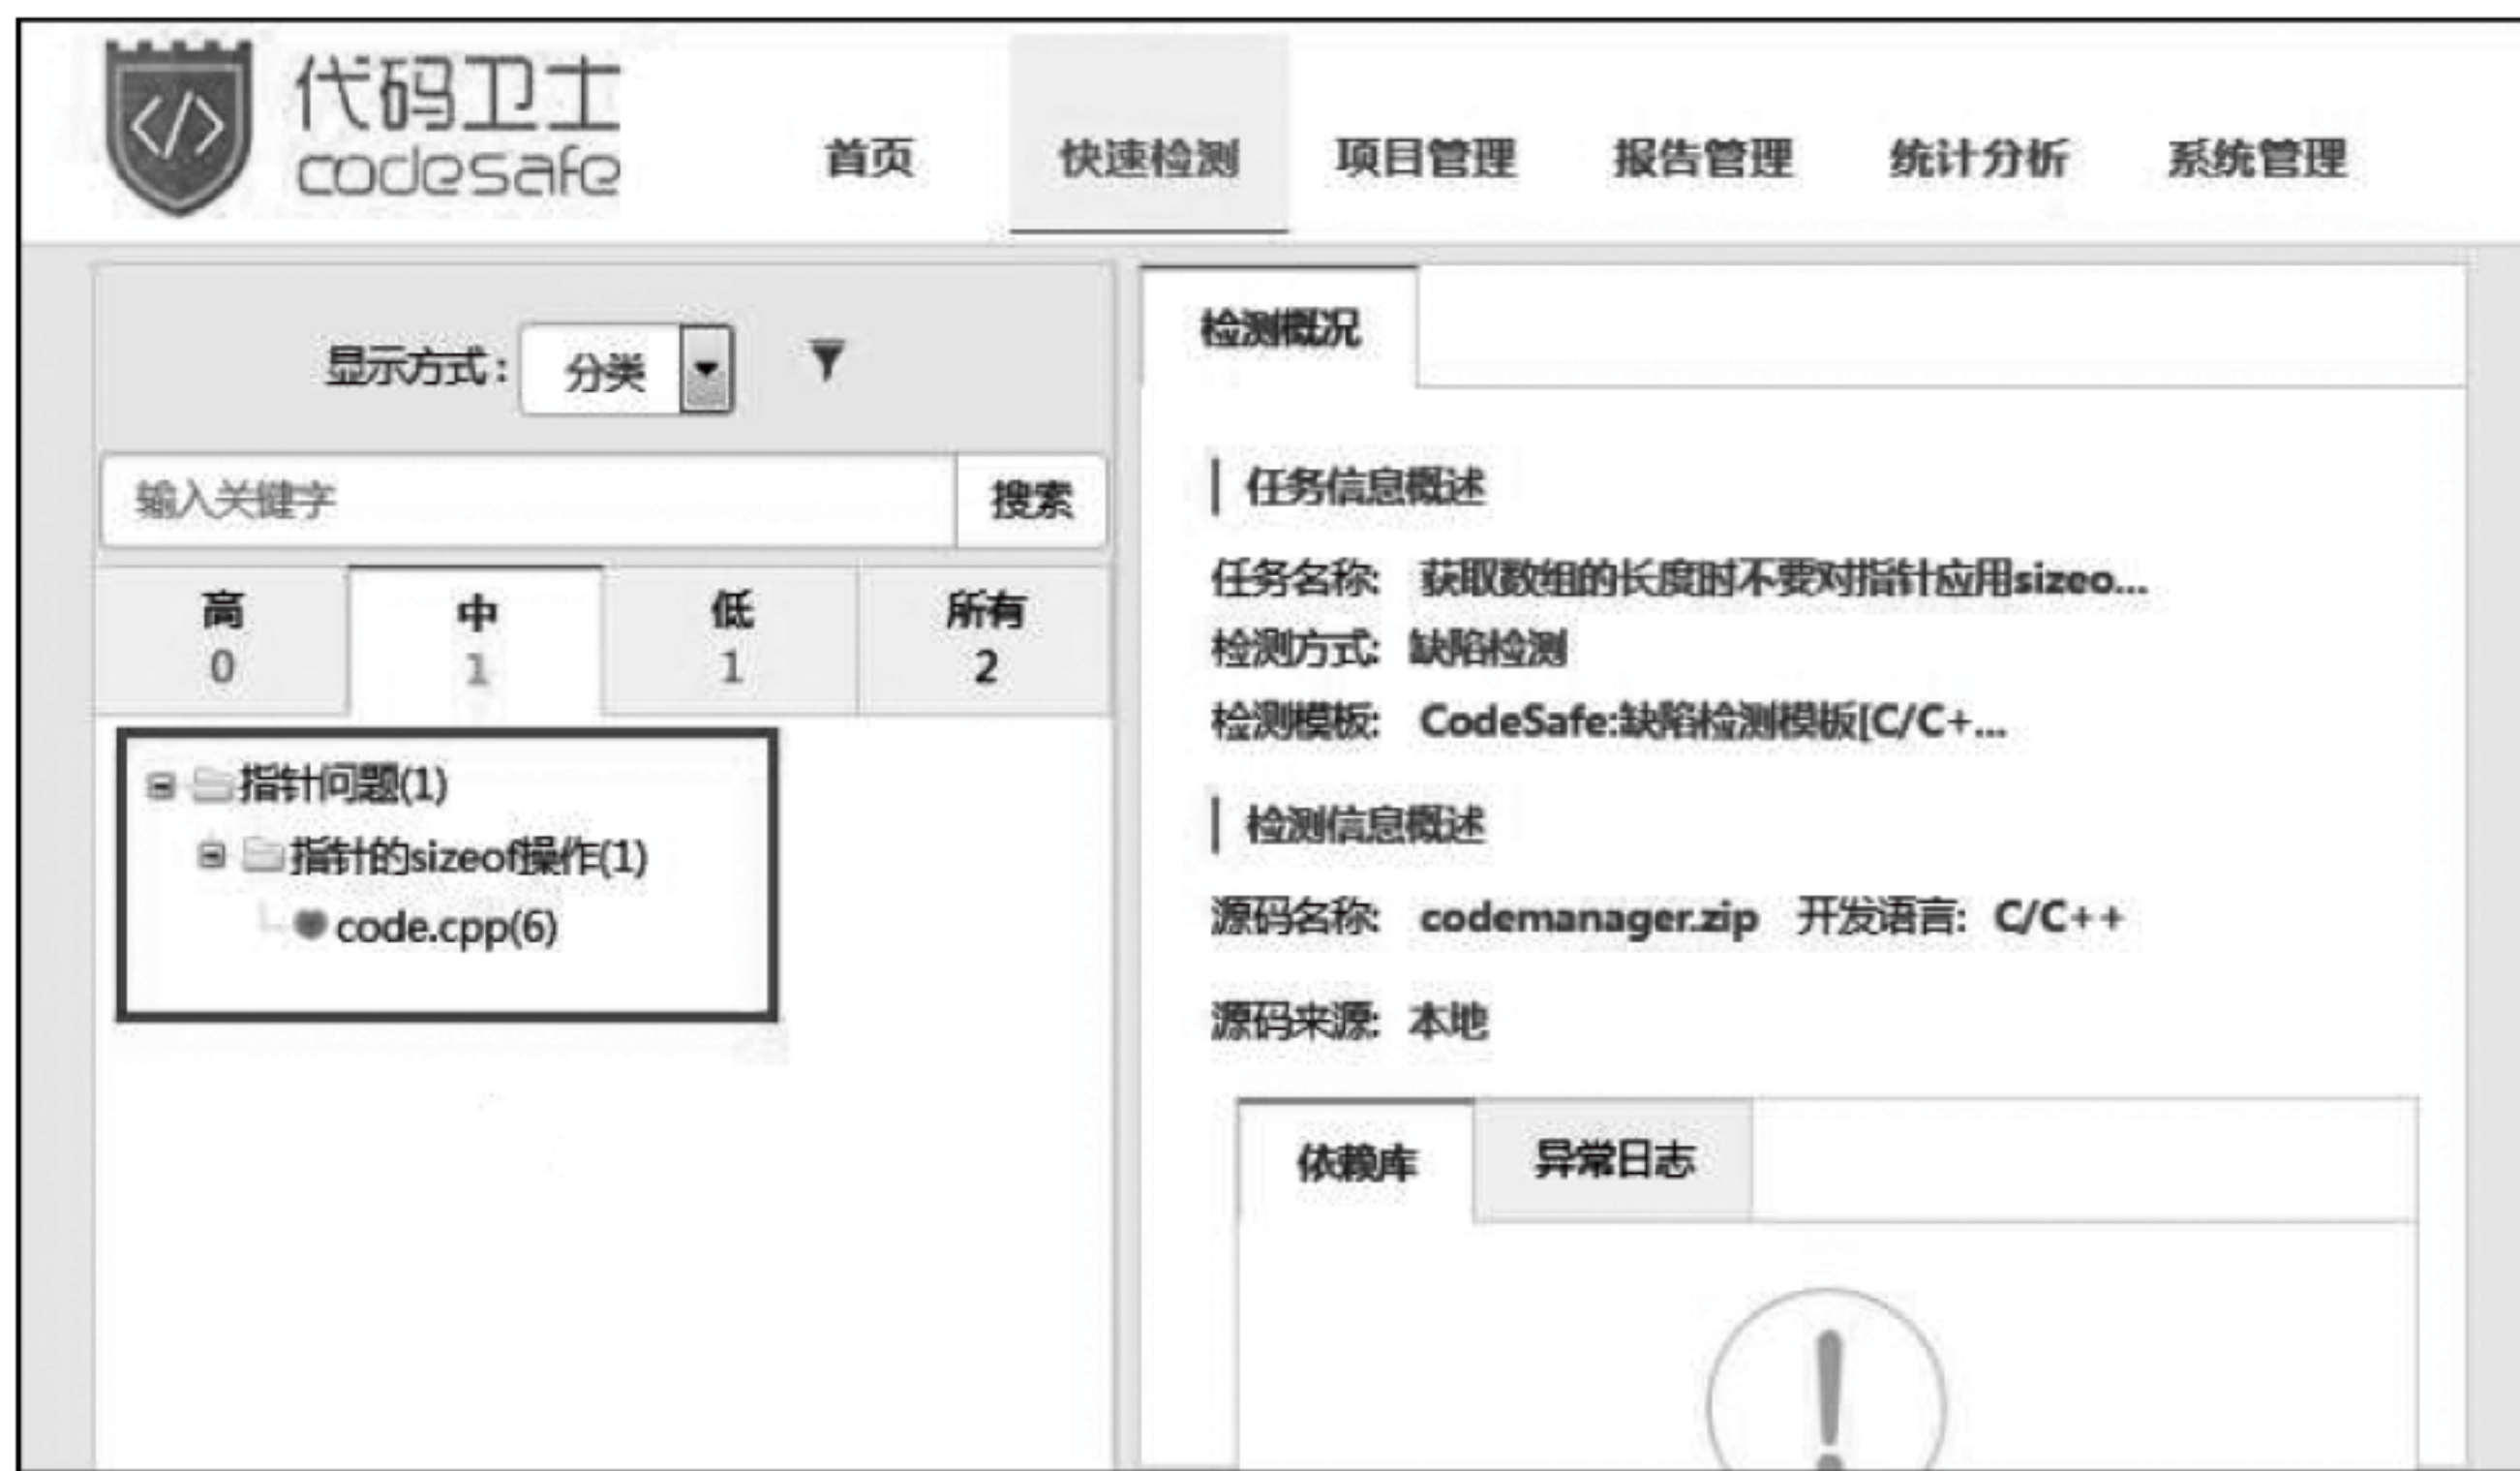 代码卫士
codesafe
首页 快速检测 项目管理 报告管理 统计分析 系统管理
显示方式： 分类
输入关键字 搜索
高 中 低 所有
0 1 1 2
指针问题(1)
指针的sizeof操作(1)
code.cpp(6)
检测概况
任务信息概述
任务名称: 获取数组的长度时不要对指针应用sizeo...
检测方式: 缺陷检测
检测模板: CodeSafe:缺陷检测模板[C/C+...
检测信息概述
源码名称: codemanager.zip 开发语言: C/C++
源码来源: 本地
依赖库 异常日志